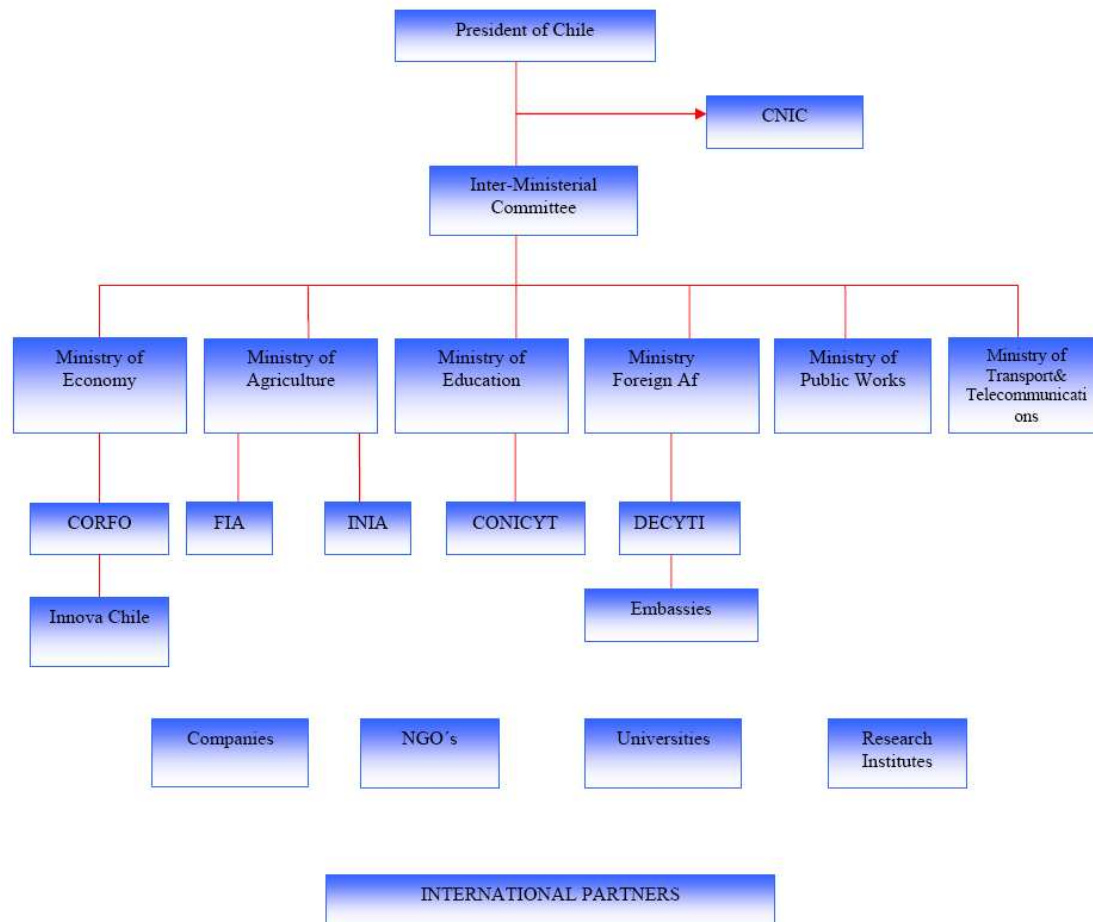 President of Chile
CNIC
Inter-Ministerial
Committee
Ministry of
Economy
Ministry of
Agriculture
Ministry of
Education
Ministry
Foreign Af
Ministry of
Public Works
Ministry of
Transport&
Telecommunicati
ons
CORFO
FIA
INIA
CONICYT
DECYTI
Innova Chile
Embassies
Companies
NGO´s
Universities
Research
Institutes
INTERNATIONAL PARTNERS